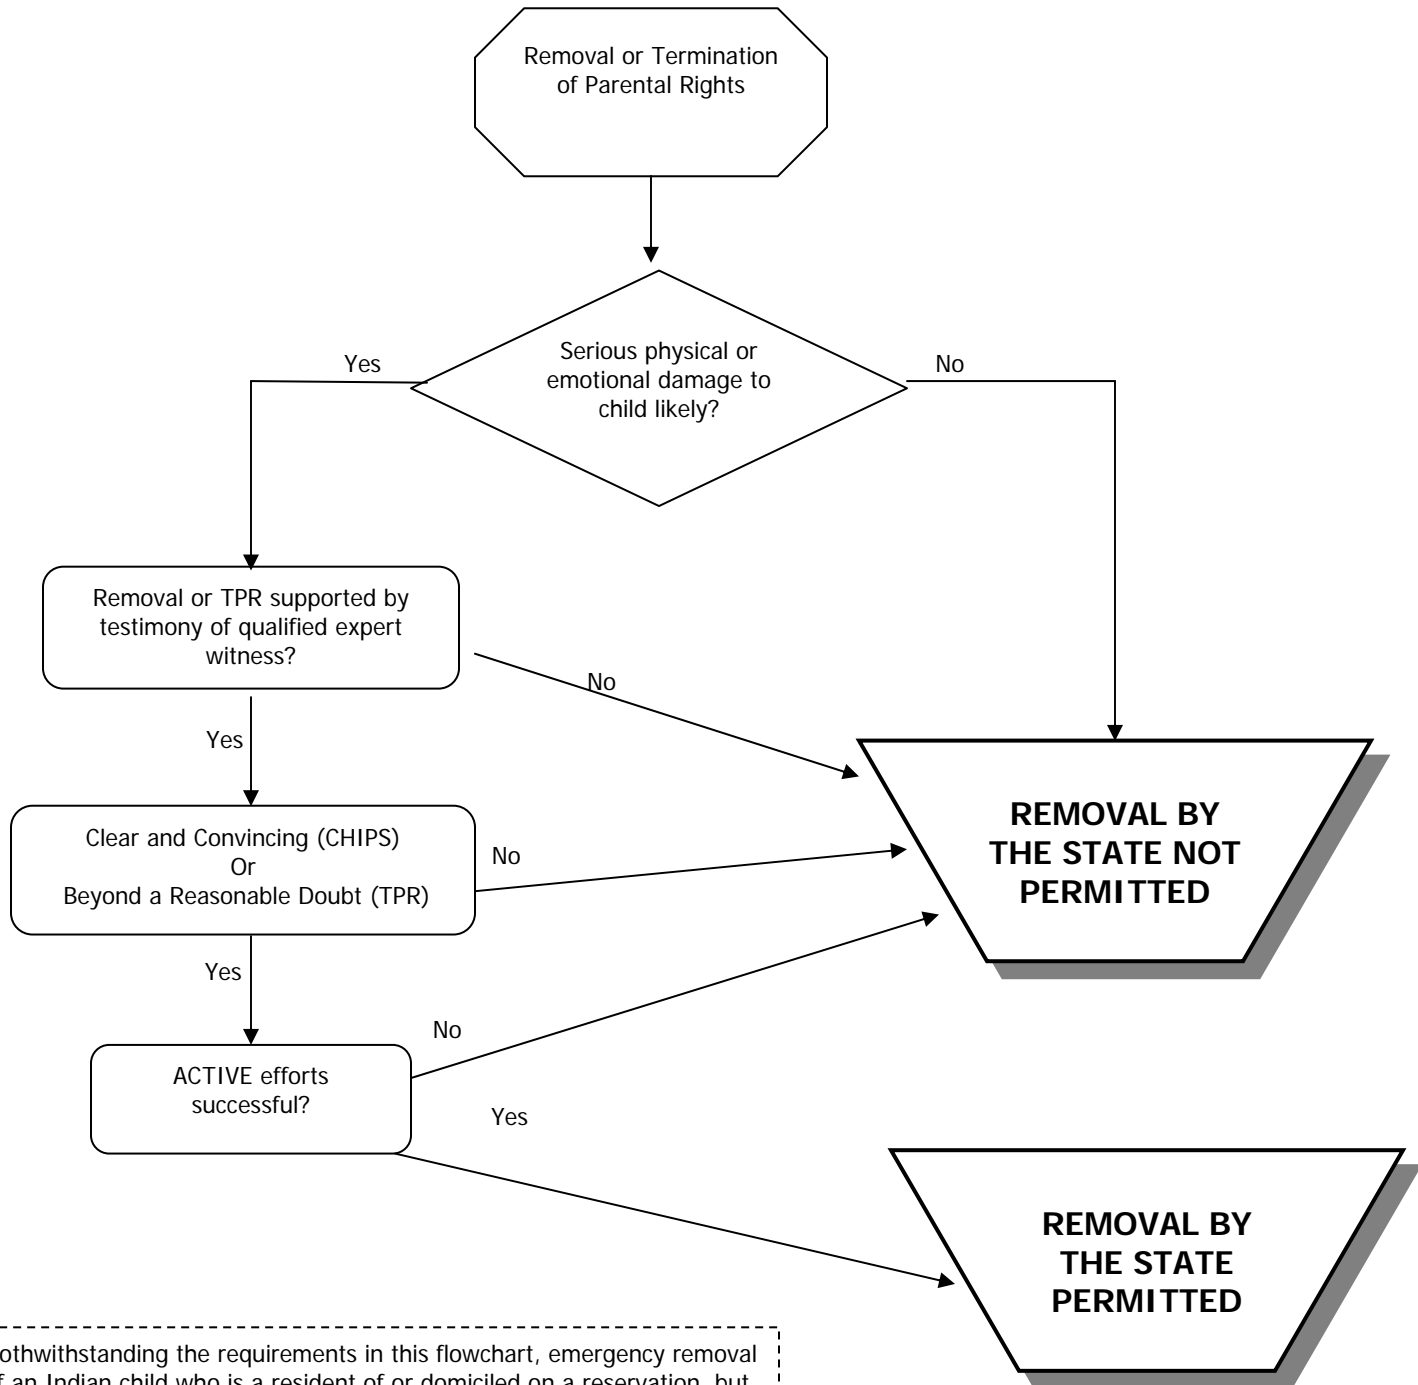 Removal or Termination
of Parental Rights
Yes
No
Serious physical or
emotional damage to
child likely?
Removal or TPR supported by
testimony of qualified expert
witness?
No
Yes
REMOVAL BY
THE STATE NOT
PERMITTED
Clear and Convincing (CHIPS)
Or
Beyond a Reasonable Doubt (TPR)
No
Yes
No
ACTIVE efforts
successful?
Yes
REMOVAL BY
THE STATE
PERMITTED
othwithstanding the requirements in this flowchart, emergency removal
f an Indian child who is a resident of or domiciled on a reservation, but